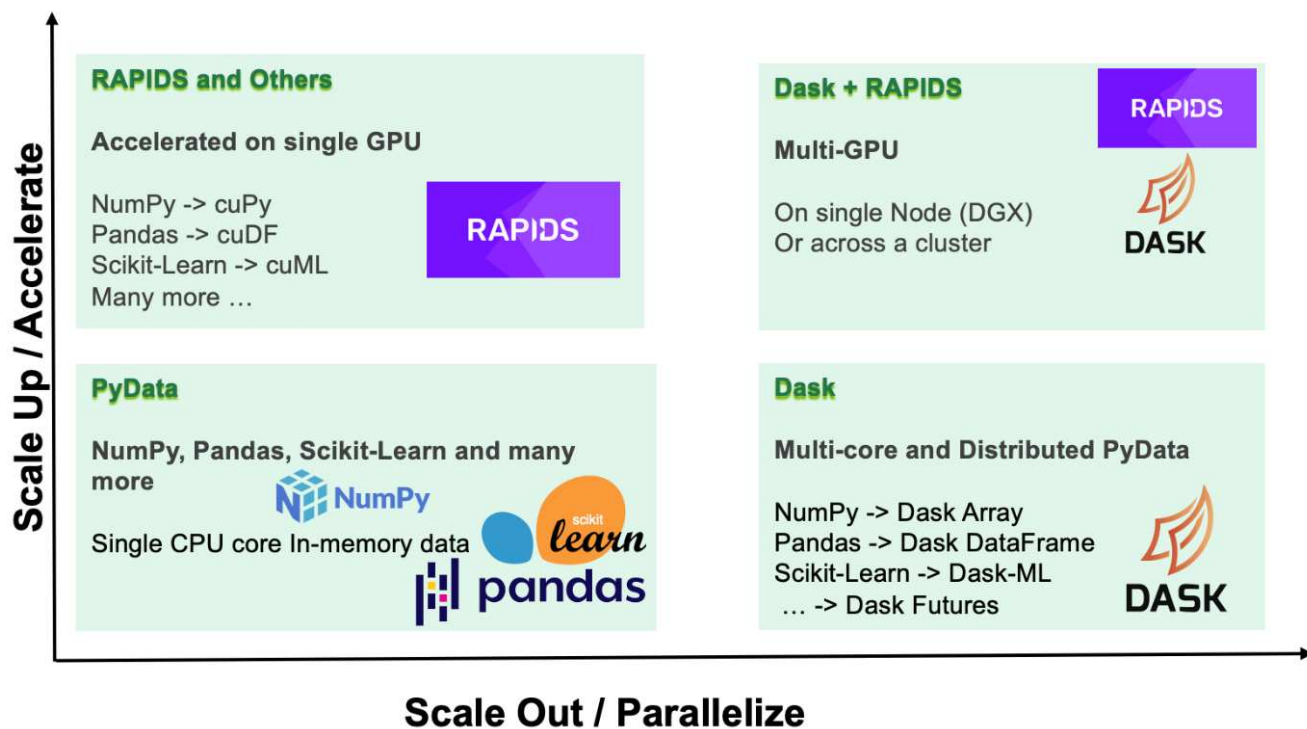 Scale Up / Accelerate
RAPIDS and Others
Accelerated on single GPU
NumPy -> cuPy
Pandas -> cuDF
Scikit-Learn -> cuML
Many more …
RAPIDS
Dask + RAPIDS
Multi-GPU
On single Node (DGX)
Or across a cluster
RAPIDS
DASK
PyData
NumPy, Pandas, Scikit-Learn and many
more
NumPy
Single CPU core In-memory data
scikit
learn
pandas
Dask
Multi-core and Distributed PyData
NumPy -> Dask Array
Pandas -> Dask DataFrame
Scikit-Learn -> Dask-ML
… -> Dask Futures
DASK
Scale Out / Parallelize